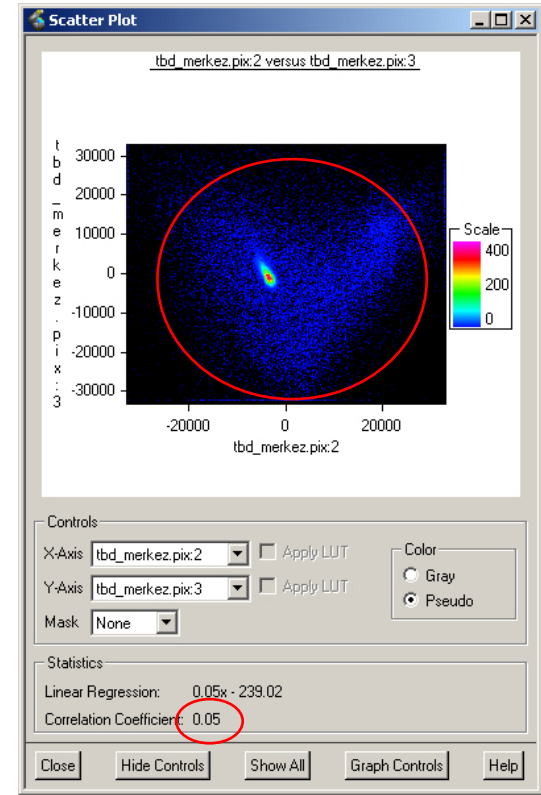 Scatter Plot
tbd_merkez.pix:2 versus tbd_merkez.pix:3
tbd_merkez.pix:3
30000
20000
10000
0
-10000
-20000
-30000
-20000 0 20000
tbd_merkez.pix:2
Scale
400
200
0
Controls
X-Axis tbd_merkez.pix:2 Apply LUT
Y-Axis tbd_merkez.pix:3 Apply LUT
Mask None
Color
Gray
Pseudo
Statistics
Linear Regression: 0.05x - 239.02
Correlation Coefficient: 0.05
Close Hide Controls Show All Graph Controls Help